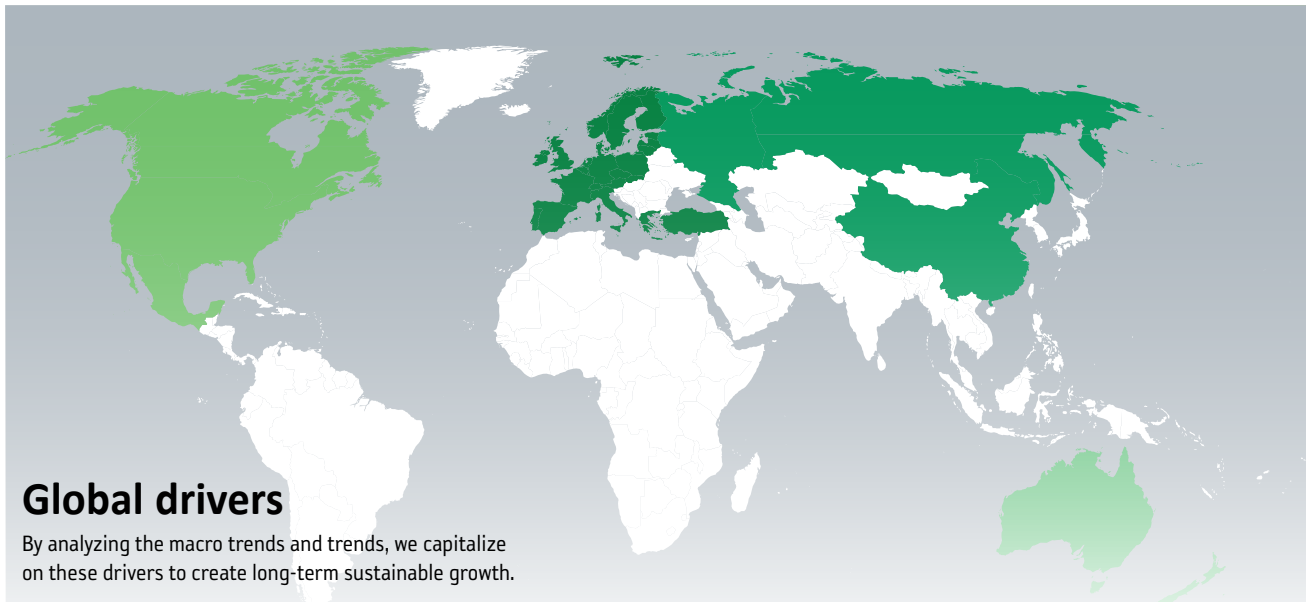 Global drivers
By analyzing the macro trends and trends, we capitalize
on these drivers to create long-term sustainable growth.